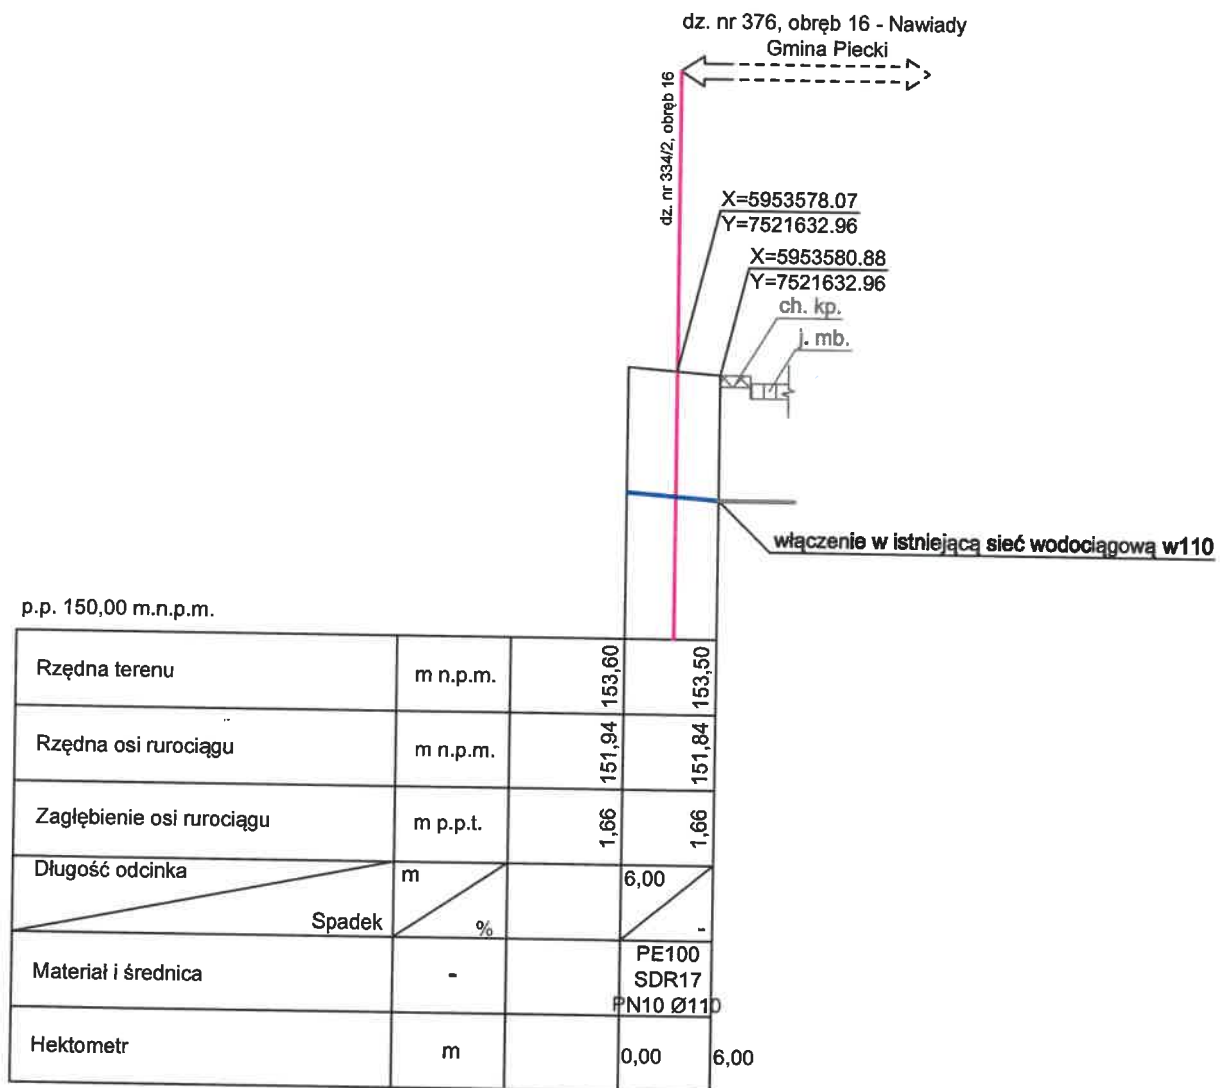 dz. nr 376, obręb 16 - Nawiady
Gmina Piecki
dz. nr 334/2, obręb 16
X=5953578.07
Y=7521632.96
X=5953580.88
Y=7521632.96
ch. kp.
j. mb.
włączenie w istniejącą sieć wodociągową w110
p.p. 150,00 m.n.p.m.
Rzędna terenu m n.p.m. 153,60 153,50
Rzędna osi rurociągu m n.p.m. 151,94 151,84
Zagłębienie osi rurociągu m p.p.t. 1,66 1,66
Długość odcinka m 6,00
Spadek % -
Materiał i średnica - PE100
SDR17
PN10 Ø110
Hektometr m 0,00 6,00